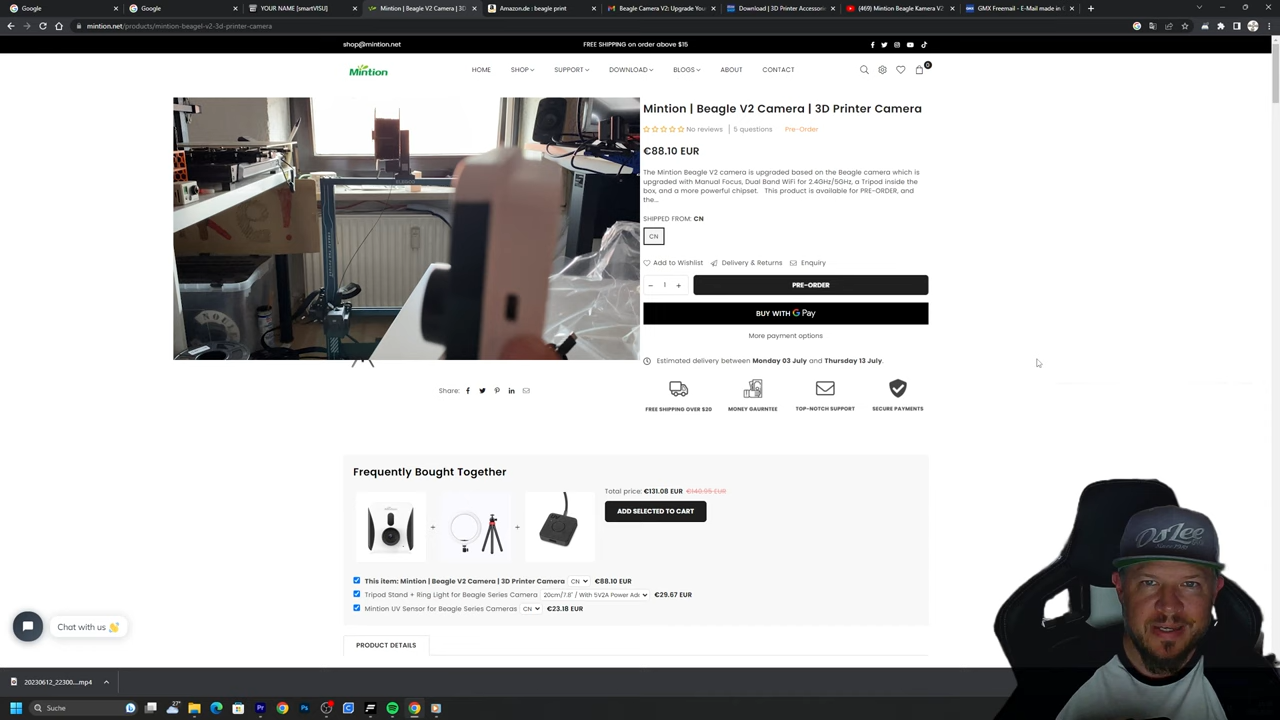 Google
Google
YOUR NAME [smartVISU]
Mintion | Beagle V2 Camera | 3D
Amazon.de : beagle print
Beagle Camera V2: Upgrade You
Download | 3D Printer Accessori
(469) Mintion Beagle Kamera V2
GMX Freemail - E-Mail made in
mintion.net/products/mintion-beagel-v2-3d-printer-camera
shop@mintion.net
FREE SHIPPING on order above $15
Mintion
HOME
SHOP
SUPPORT
DOWNLOAD
BLOGS
ABOUT
CONTACT
0
Mintion | Beagle V2 Camera | 3D Printer Camera
No reviews
5 questions
Pre-Order
€88.10 EUR
The Mintion Beagle V2 camera is upgraded based on the Beagle camera which is
upgraded with Manual Focus, Dual Band WiFi for 2.4GHz/5GHz, a Tripod inside the
box, and a more powerful chipset. This product is available for PRE-ORDER, and
the...
SHIPPED FROM: CN
CN
Add to Wishlist
Delivery & Returns
Enquiry
1
PRE-ORDER
BUY WITH G Pay
More payment options
Estimated delivery between Monday 03 July and Thursday 13 July.
Share:
FREE SHIPPING OVER $20
MONEY GAURNTEE
TOP-NOTCH SUPPORT
SECURE PAYMENTS
Frequently Bought Together
Total price: €131.08 EUR €140.95 EUR
ADD SELECTED TO CART
This item: Mintion | Beagle V2 Camera | 3D Printer Camera CN €88.10 EUR
Tripod Stand + Ring Light for Beagle Series Camera 20cm/7.8" / With 5V2A Power Ada €29.67 EUR
Mintion UV Sensor for Beagle Series Cameras CN €23.18 EUR
Chat with us
PRODUCT DETAILS
OsLee
20230612_22300....mp4
Suche
27°